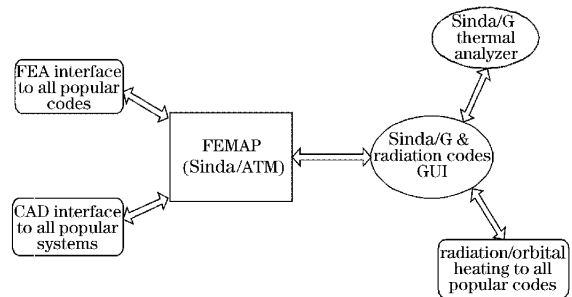 Sinda/G
thermal
analyzer
FEA interface
to all popular
codes
FEMAP
(Sinda/ATM)
Sinda/G &
radiation codes
GUI
CAD interface
to all popular
systems
radiation/orbital
heating to all
popular codes